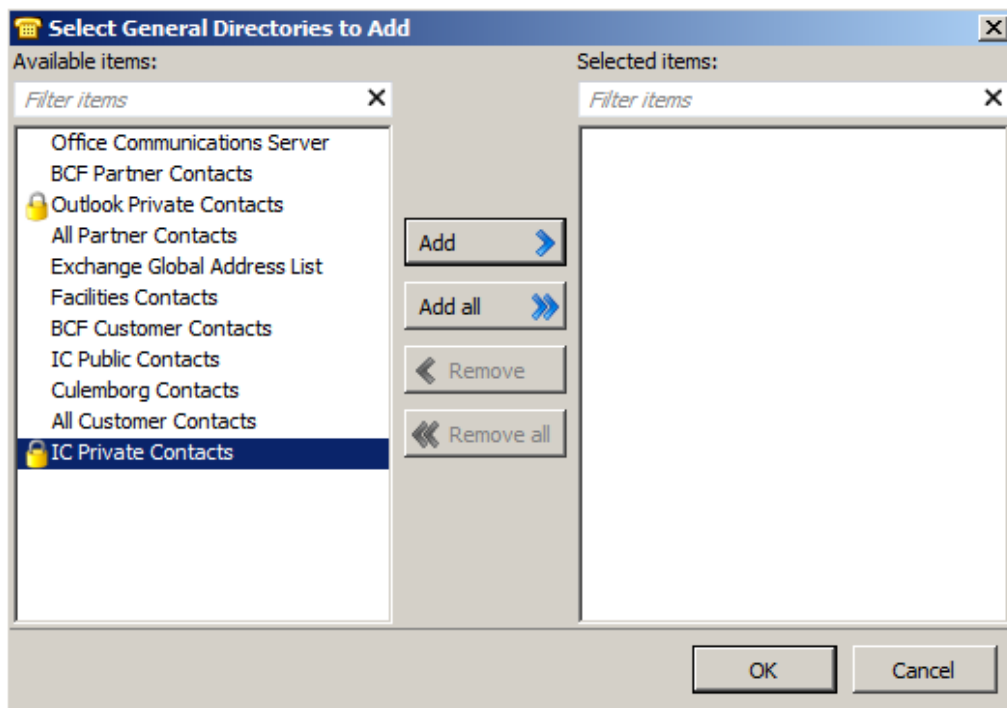 Select General Directories to Add
Available items:
Selected items:
Filter items
Filter items
Office Communications Server
BCF Partner Contacts
Outlook Private Contacts
All Partner Contacts
Exchange Global Address List
Facilities Contacts
BCF Customer Contacts
IC Public Contacts
Culemborg Contacts
All Customer Contacts
IC Private Contacts
Add
Add all
Remove
Remove all
OK
Cancel